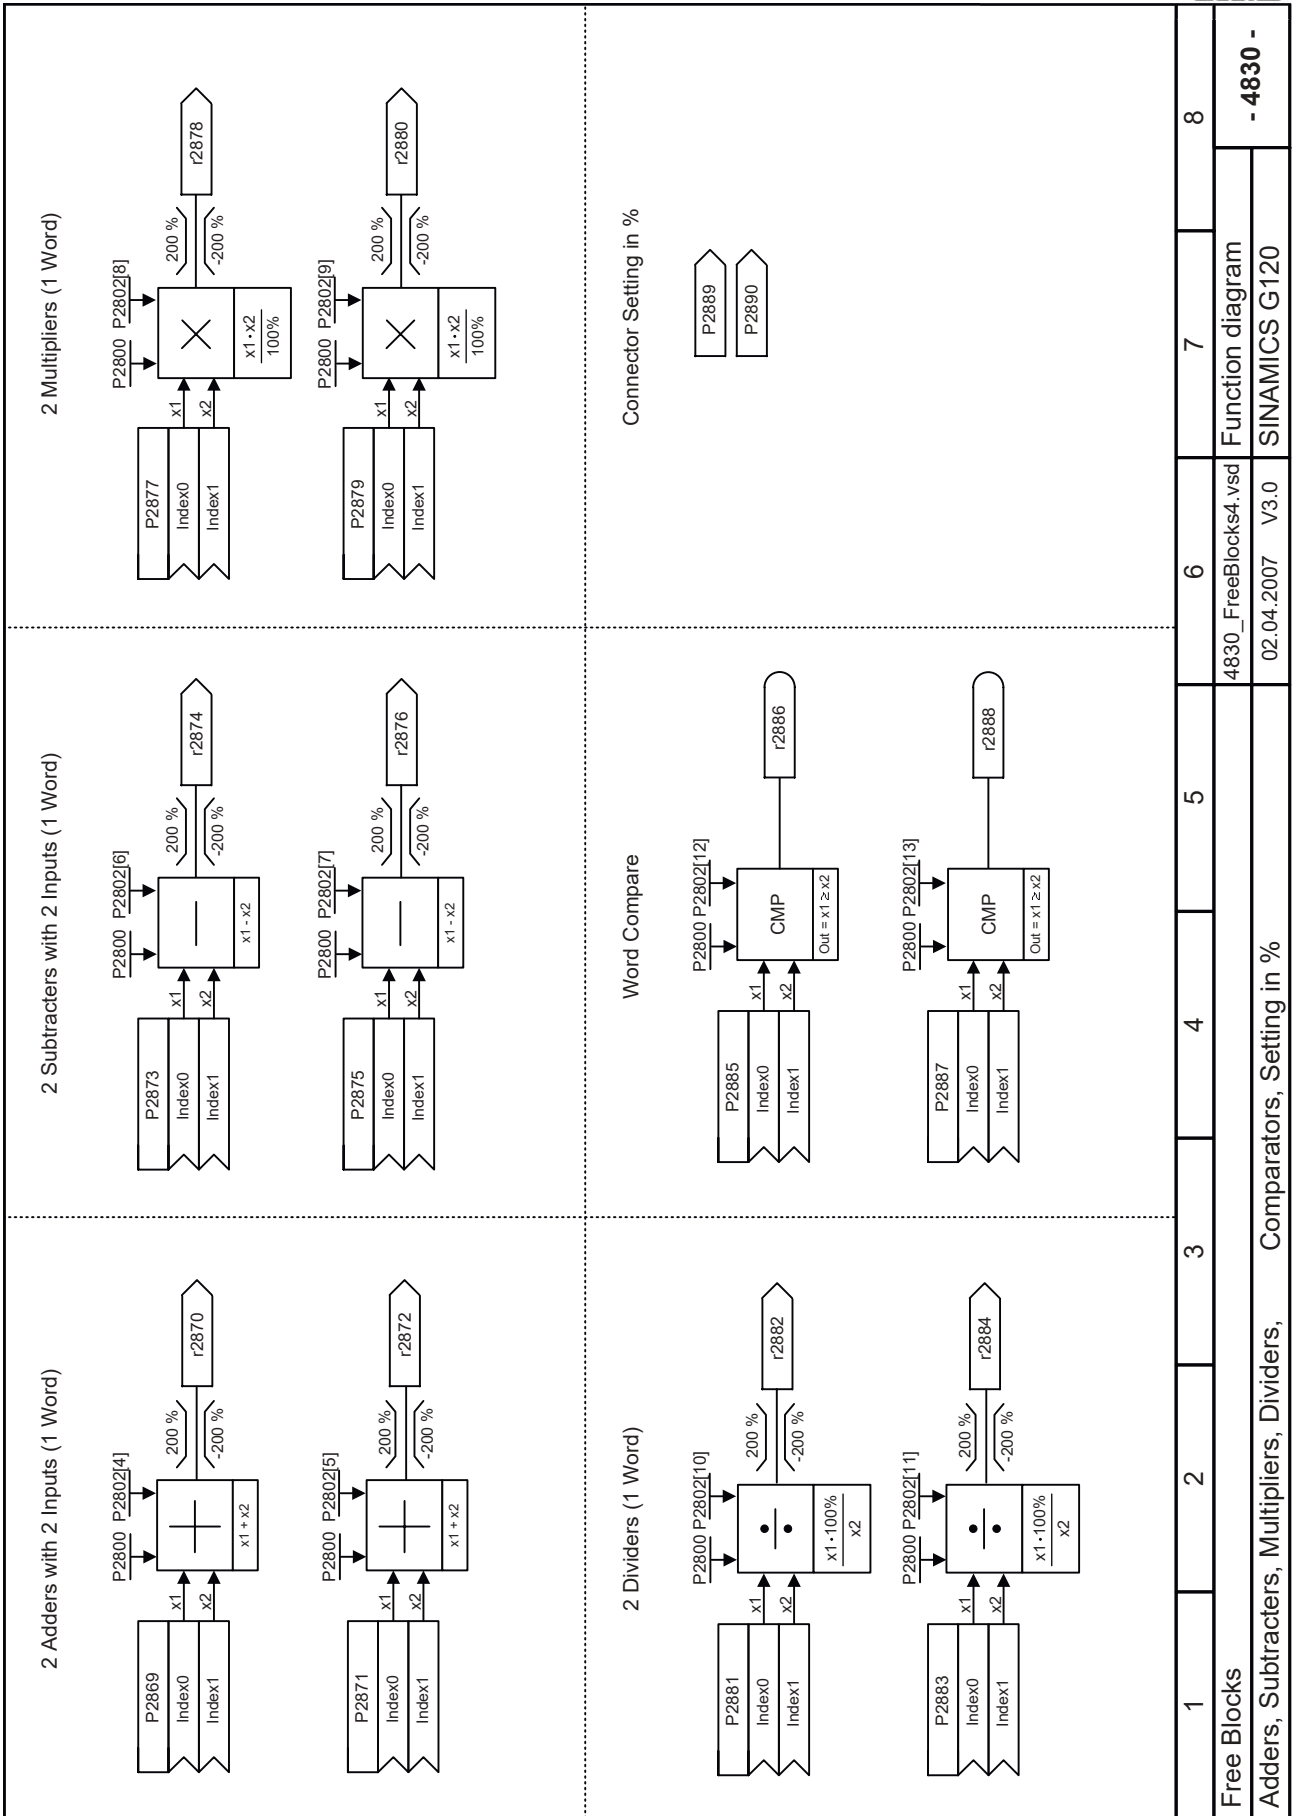 2 Adders with 2 Inputs (1 Word)
P2800 P2802[4]
P2869
Index0
Index1
x1
x2
x1 + x2
200 %
-200 %
r2870
P2800 P2802[5]
P2871
Index0
Index1
x1
x2
x1 + x2
200 %
-200 %
r2872
2 Subtracters with 2 Inputs (1 Word)
P2800 P2802[6]
P2873
Index0
Index1
x1
x2
x1 - x2
200 %
-200 %
r2874
P2800 P2802[7]
P2875
Index0
Index1
x1
x2
x1 - x2
200 %
-200 %
r2876
2 Multipliers (1 Word)
P2800 P2802[8]
P2877
Index0
Index1
x1
x2
x1·x2
100%
200 %
-200 %
r2878
P2800 P2802[9]
P2879
Index0
Index1
x1
x2
x1·x2
100%
200 %
-200 %
r2880
2 Dividers (1 Word)
P2800 P2802[10]
P2881
Index0
Index1
x1
x2
x1·100%
x2
200 %
-200 %
r2882
P2800 P2802[11]
P2883
Index0
Index1
x1
x2
x1·100%
x2
200 %
-200 %
r2884
Word Compare
P2800 P2802[12]
P2885
Index0
Index1
x1
x2
CMP
Out = x1 ≥ x2
r2886
P2800 P2802[13]
P2887
Index0
Index1
x1
x2
CMP
Out = x1 ≥ x2
r2888
Connector Setting in %
P2889
P2890
1 2 3 4 5 6 7 8
Free Blocks 4830_FreeBlocks4.vsd Function diagram - 4830 -
Adders, Subtracters, Multipliers, Dividers, Comparators, Setting in % 02.04.2007 V3.0 SINAMICS G120